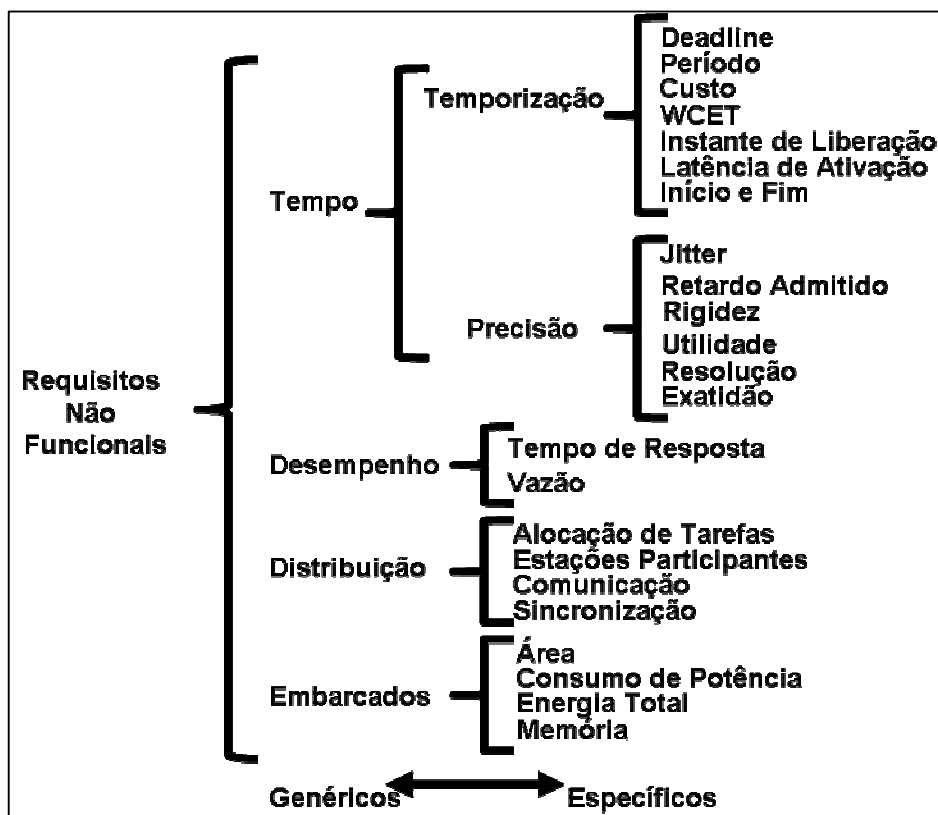 Requisitos
Não
Funcionais
Tempo
Temporização
Deadline
Período
Custo
WCET
Instante de Liberação
Latência de Ativação
Início e Fim
Precisão
Jitter
Retardo Admitido
Rigidez
Utilidade
Resolução
Exatidão
Desempenho
Tempo de Resposta
Vazão
Distribuição
Alocação de Tarefas
Estações Participantes
Comunicação
Sincronização
Embarcados
Área
Consumo de Potência
Energia Total
Memória
Genéricos
Específicos